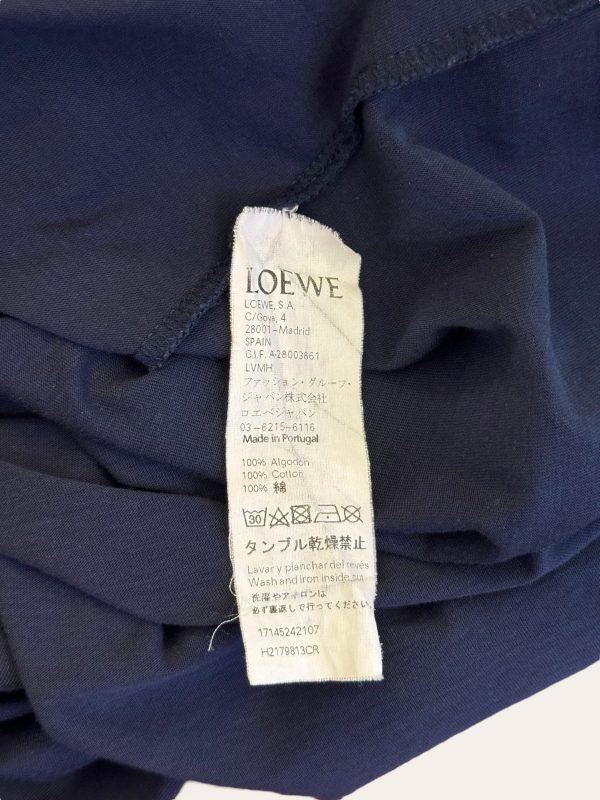 LOEWE
LOEWE, S.A.
C/Goya, 4
28001-Madrid
SPAIN
C.I.F. A-28003861
LVMH
ファッション・グループ・
ジャパン株式会社
ロエベジャパン
03-6215-6116
Made in Portugal
100% Algodon
100% Cotton
100% 綿
30
タンブル乾燥禁止
Lavar y planchar del revés
Wash and iron inside out
洗濯やアイロンは
必ず裏返しで行ってください
17145242107
H2179813CR